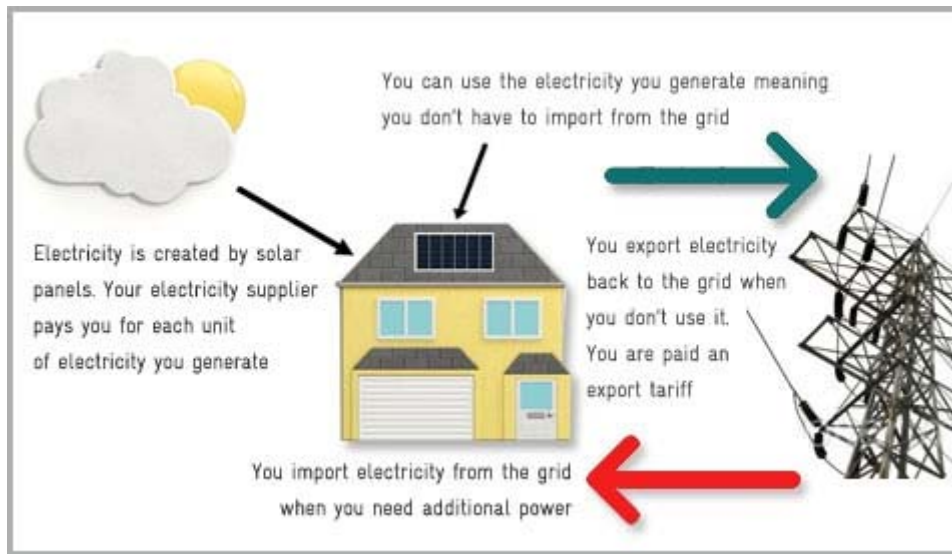 You can use the electricity you generate meaning
you don't have to import from the grid
Electricity is created by solar
panels. Your electricity supplier
pays you for each unit
of electricity you generate
You export electricity
back to the grid when
you don't use it.
You are paid an
export tariff
You import electricity from the grid
when you need additional power